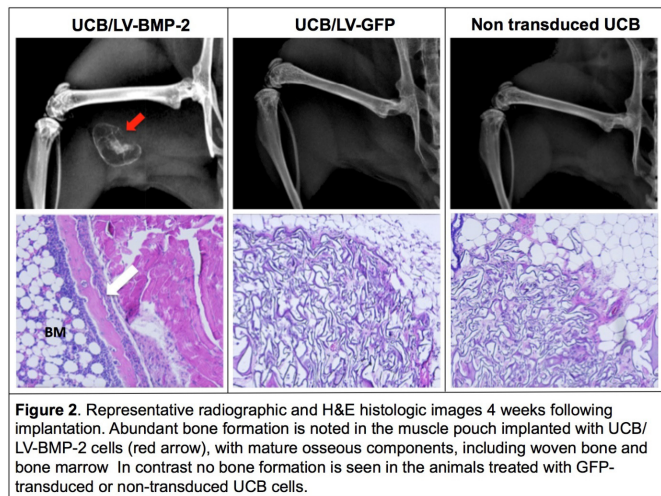 UCB/LV-BMP-2
UCB/LV-GFP
Non transduced UCB
BM
Figure 2. Representative radiographic and H&E histologic images 4 weeks following
implantation. Abundant bone formation is noted in the muscle pouch implanted with UCB/
LV-BMP-2 cells (red arrow), with mature osseous components, including woven bone and
bone marrow  In contrast no bone formation is seen in the animals treated with GFP-
transduced or non-transduced UCB cells.